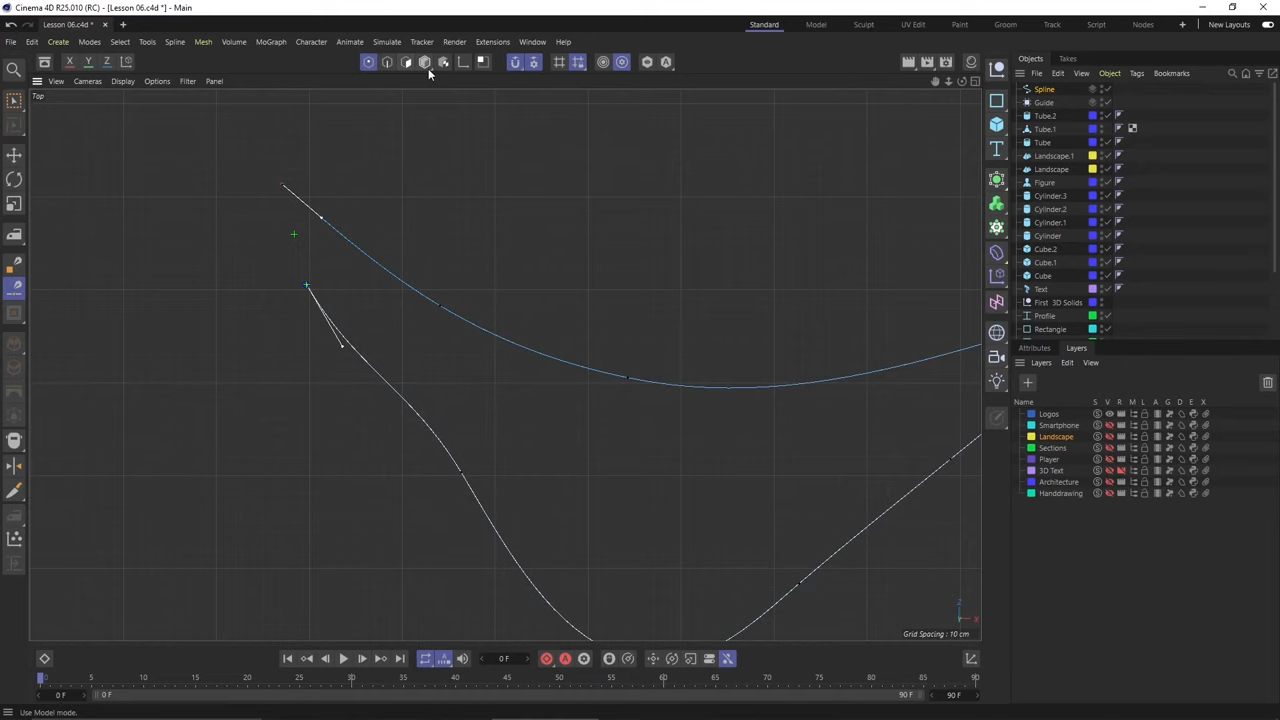 Cinema 4D R25.010 (RC) - [Lesson 06.c4d *] - Main
Lesson 06.c4d *
Standard Model Sculpt UV Edit Paint Groom Track Script Nodes New Layouts
File Edit Create Modes Select Tools Spline Mesh Volume MoGraph Character Animate Simulate Tracker Render Extensions Window Help
X Y Z
Objects Takes
File Edit View Object Tags Bookmarks
View Cameras Display Options Filter Panel
Top
Spline
Guide
Tube.2
Tube.1
Tube
Landscape.1
Landscape
Figure
Cylinder.3
Cylinder.2
Cylinder.1
Cylinder
Cube.2
Cube.1
Cube
Text
First 3D Solids
Profile
Rectangle
Attributes Layers
Layers Edit View
Name S V R M L A G D E X
Logos
Smartphone
Landscape
Sections
Player
3D Text
Architecture
Handdrawing
Z
X
Grid Spacing : 10 cm
0 F
0 5 10 15 20 25 30 35 40 45 50 55 60 65 70 75 80 85 90
0 F 0 F 90 F 90 F
Use Model mode.